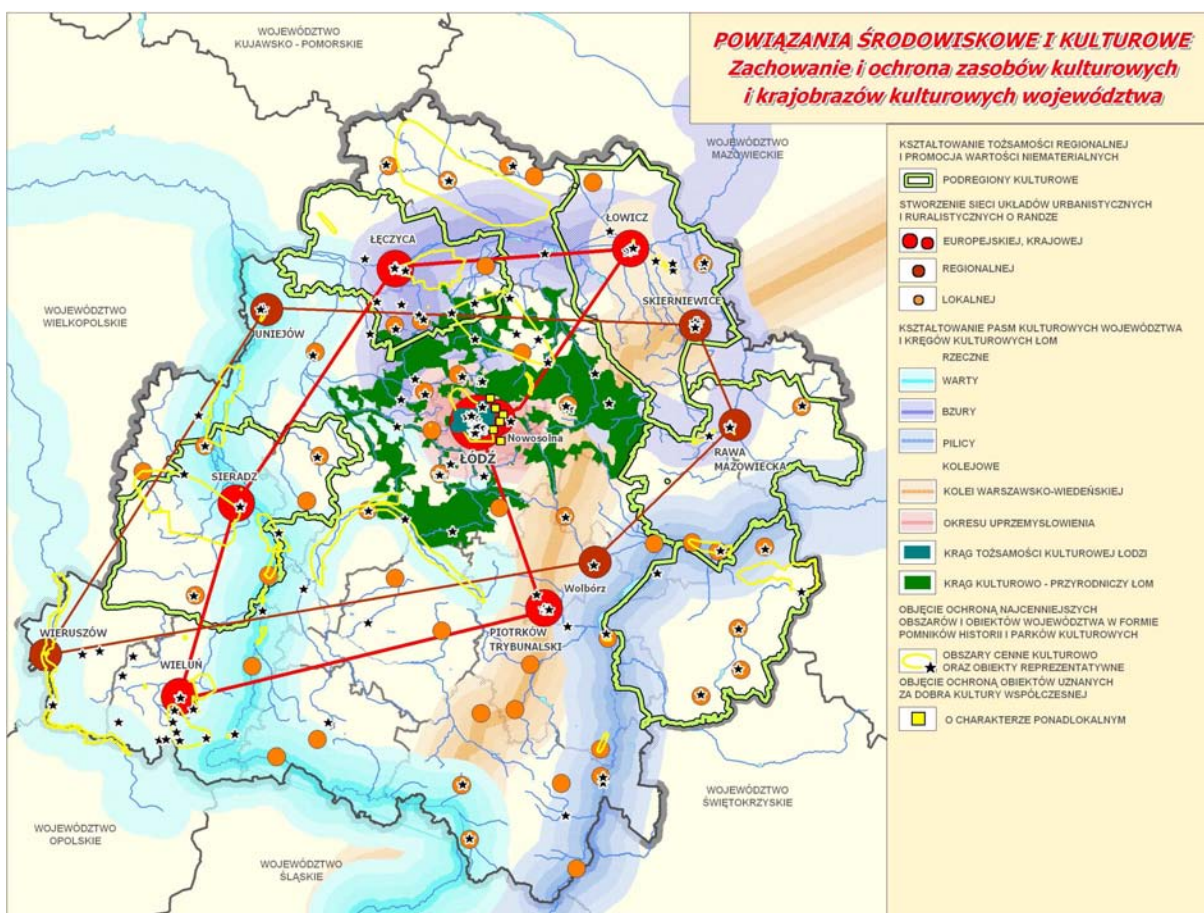 POWIĄZANIA ŚRODOWISKOWE I KULTUROWE
Zachowanie i ochrona zasobów kulturowych
i krajobrazów kulturowych województwa
WOJEWÓDZTWO
KUJAWSKO - POMORSKIE
WOJEWÓDZTWO
MAZOWIECKIE
WOJEWÓDZTWO
WIELKOPOLSKIE
ŁOWICZ
ŁĘCZYCA
SKIERNIEWICE
UNIEJÓW
Nowosolna
ŁÓDŹ
RAWA
MAZOWIECKA
SIERADZ
Wolbórz
WIERUSZÓW
PIOTRKÓW
TRYBUNALSKI
WIELUŃ
WOJEWÓDZTWO
ŚWIĘTOKRZYSKIE
WOJEWÓDZTWO
OPOLSKIE
WOJEWÓDZTWO
ŚLĄSKIE
KSZTAŁTOWANIE TOŻSAMOŚCI REGIONALNEJ
I PROMOCJA WARTOŚCI NIEMATERIALNYCH
PODREGIONY KULTUROWE
STWORZENIE SIECI UKŁADÓW URBANISTYCZNYCH
I RURALISTYCZNYCH O RANDZE
EUROPEJSKIEJ, KRAJOWEJ
REGIONALNEJ
LOKALNEJ
KSZTAŁTOWANIE PASM KULTUROWYCH WOJEWÓDZTWA
I KRĘGÓW KULTUROWYCH ŁOM
RZECZNE
WARTY
BZURY
PILICY
KOLEJOWE
KOLEI WARSZAWSKO-WIEDEŃSKIEJ
OKRESU UPRZEMYSŁOWIENIA
KRĄG TOŻSAMOŚCI KULTUROWEJ ŁODZI
KRĄG KULTUROWO - PRZYRODNICZY ŁOM
OBJĘCIE OCHRONĄ NAJCENNIEJSZYCH
OBSZARÓW I OBIEKTÓW WOJEWÓDZTWA W FORMIE
POMNIKÓW HISTORII I PARKÓW KULTUROWYCH
OBSZARY CENNE KULTUROWO
ORAZ OBIEKTY REPREZENTATYWNE
OBJĘCIE OCHRONĄ OBIEKTÓW UZNANYCH
ZA DOBRA KULTURY WSPÓŁCZESNEJ
O CHARAKTERZE PONADLOKALNYM